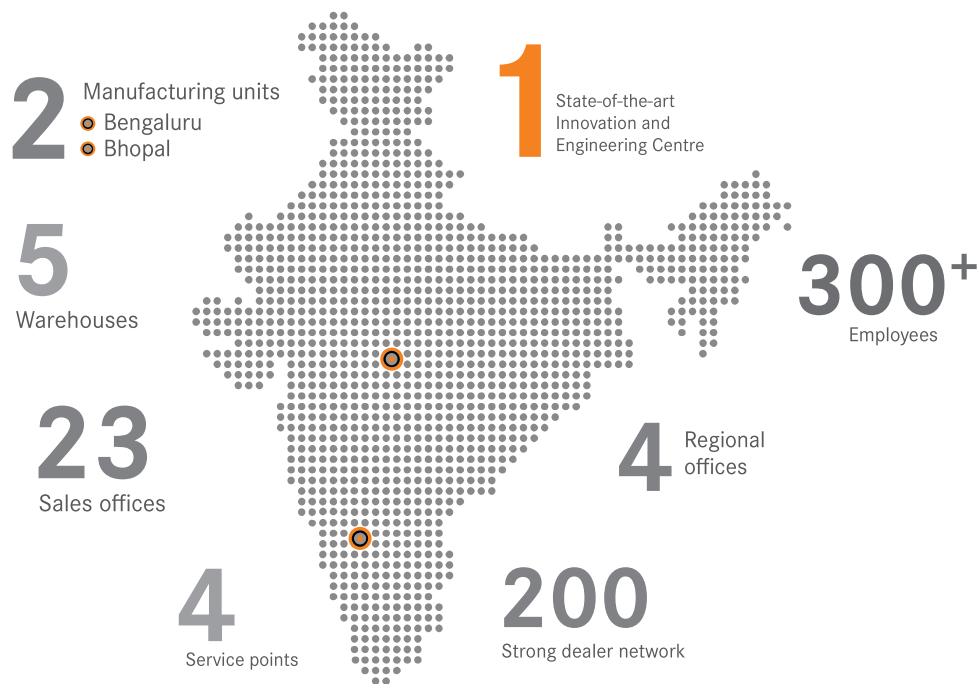 2
Manufacturing units
Bengaluru
Bhopal
1
State-of-the-art
Innovation and
Engineering Centre
5
Warehouses
300+
Employees
23
Sales offices
4
Regional
offices
4
Service points
200
Strong dealer network